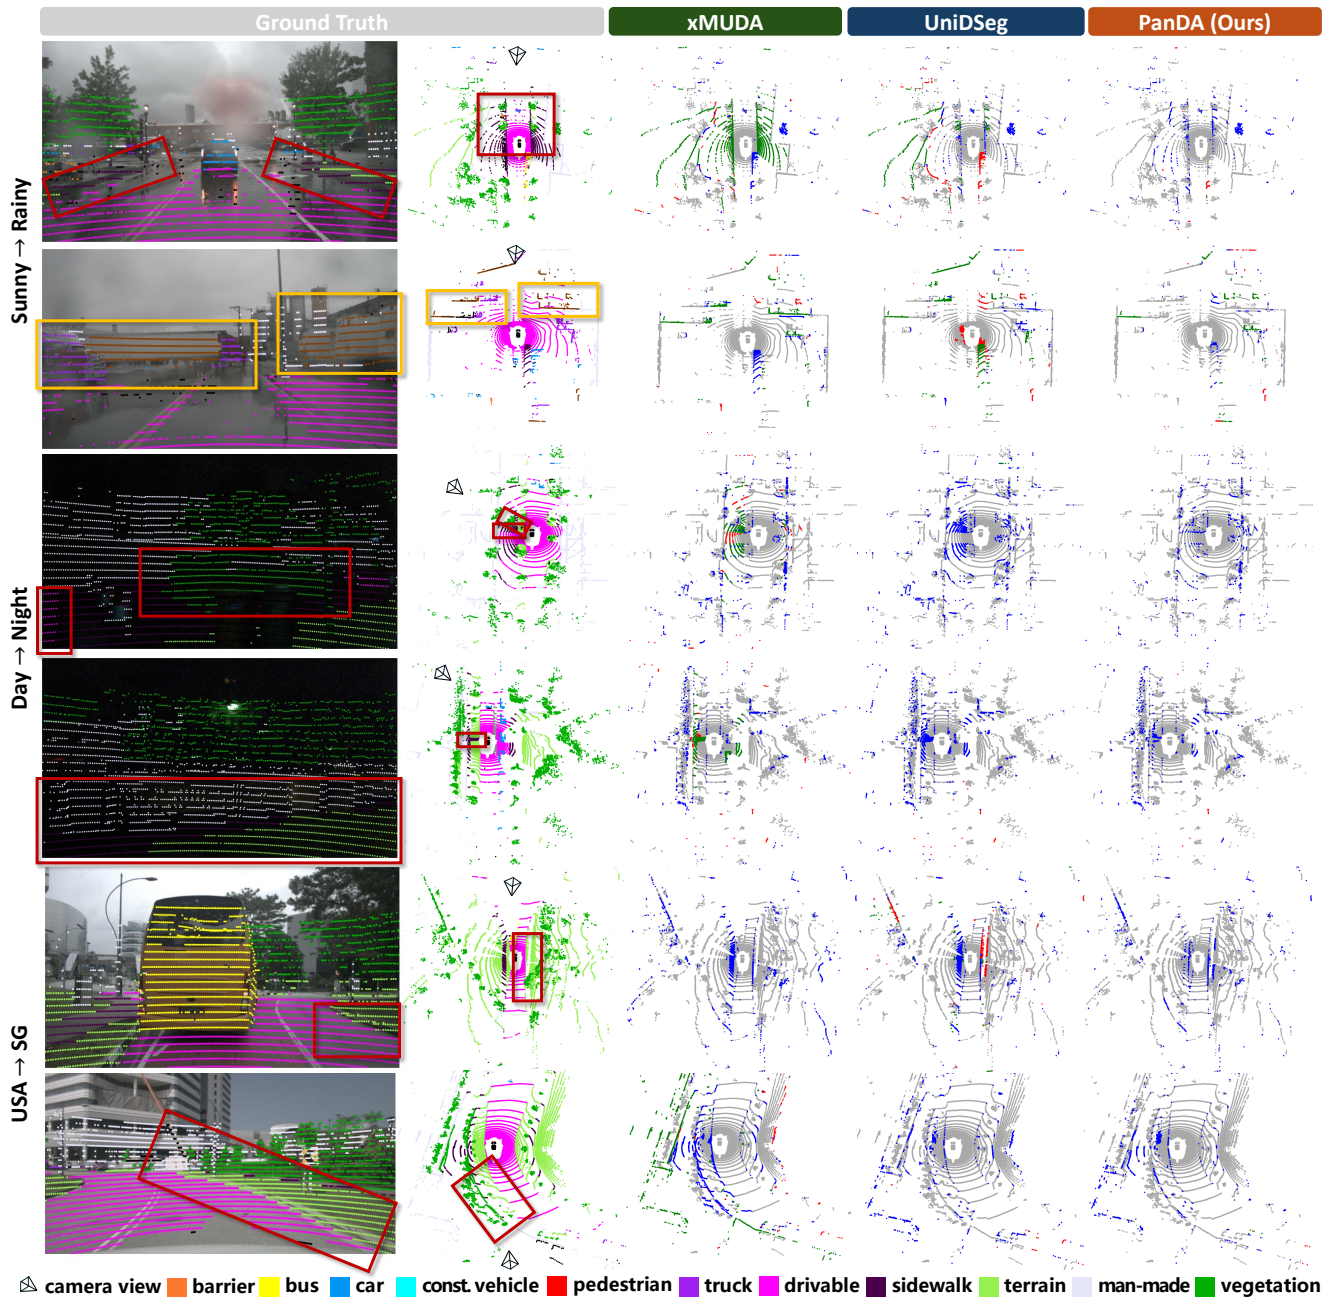 Ground Truth
xMUDA
UniDSeg
PanDA (Ours)
Sunny → Rainy
Day → Night
USA → SG
camera view
barrier
bus
car
const. vehicle
pedestrian
truck
drivable
sidewalk
terrain
man-made
vegetation